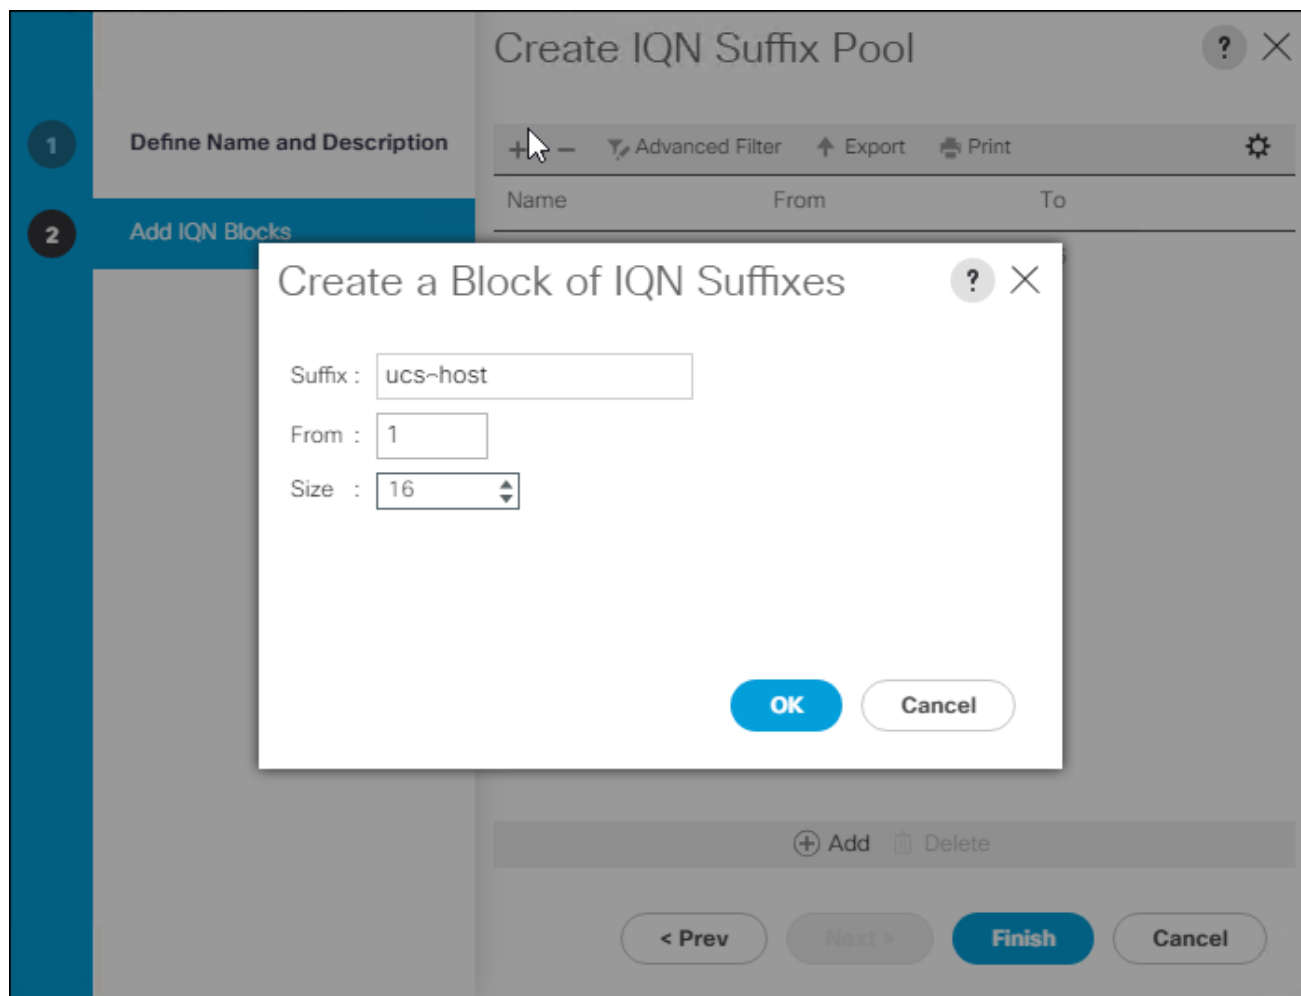 Create IQN Suffix Pool
?
1 Define Name and Description
+ − Advanced Filter Export Print
Name From To
2 Add IQN Blocks
Create a Block of IQN Suffixes
?
Suffix : ucs-host
From : 1
Size : 16
OK Cancel
Add Delete
< Prev Next > Finish Cancel